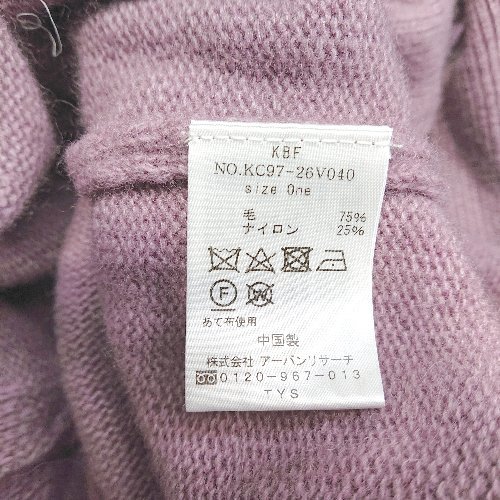 KBF
NO.KC97-26V040
size One
毛 75%
ナイロン 25%
F
W
あて布使用
中国製
株式会社 アーバンリサーチ
0120-967-013
TYS